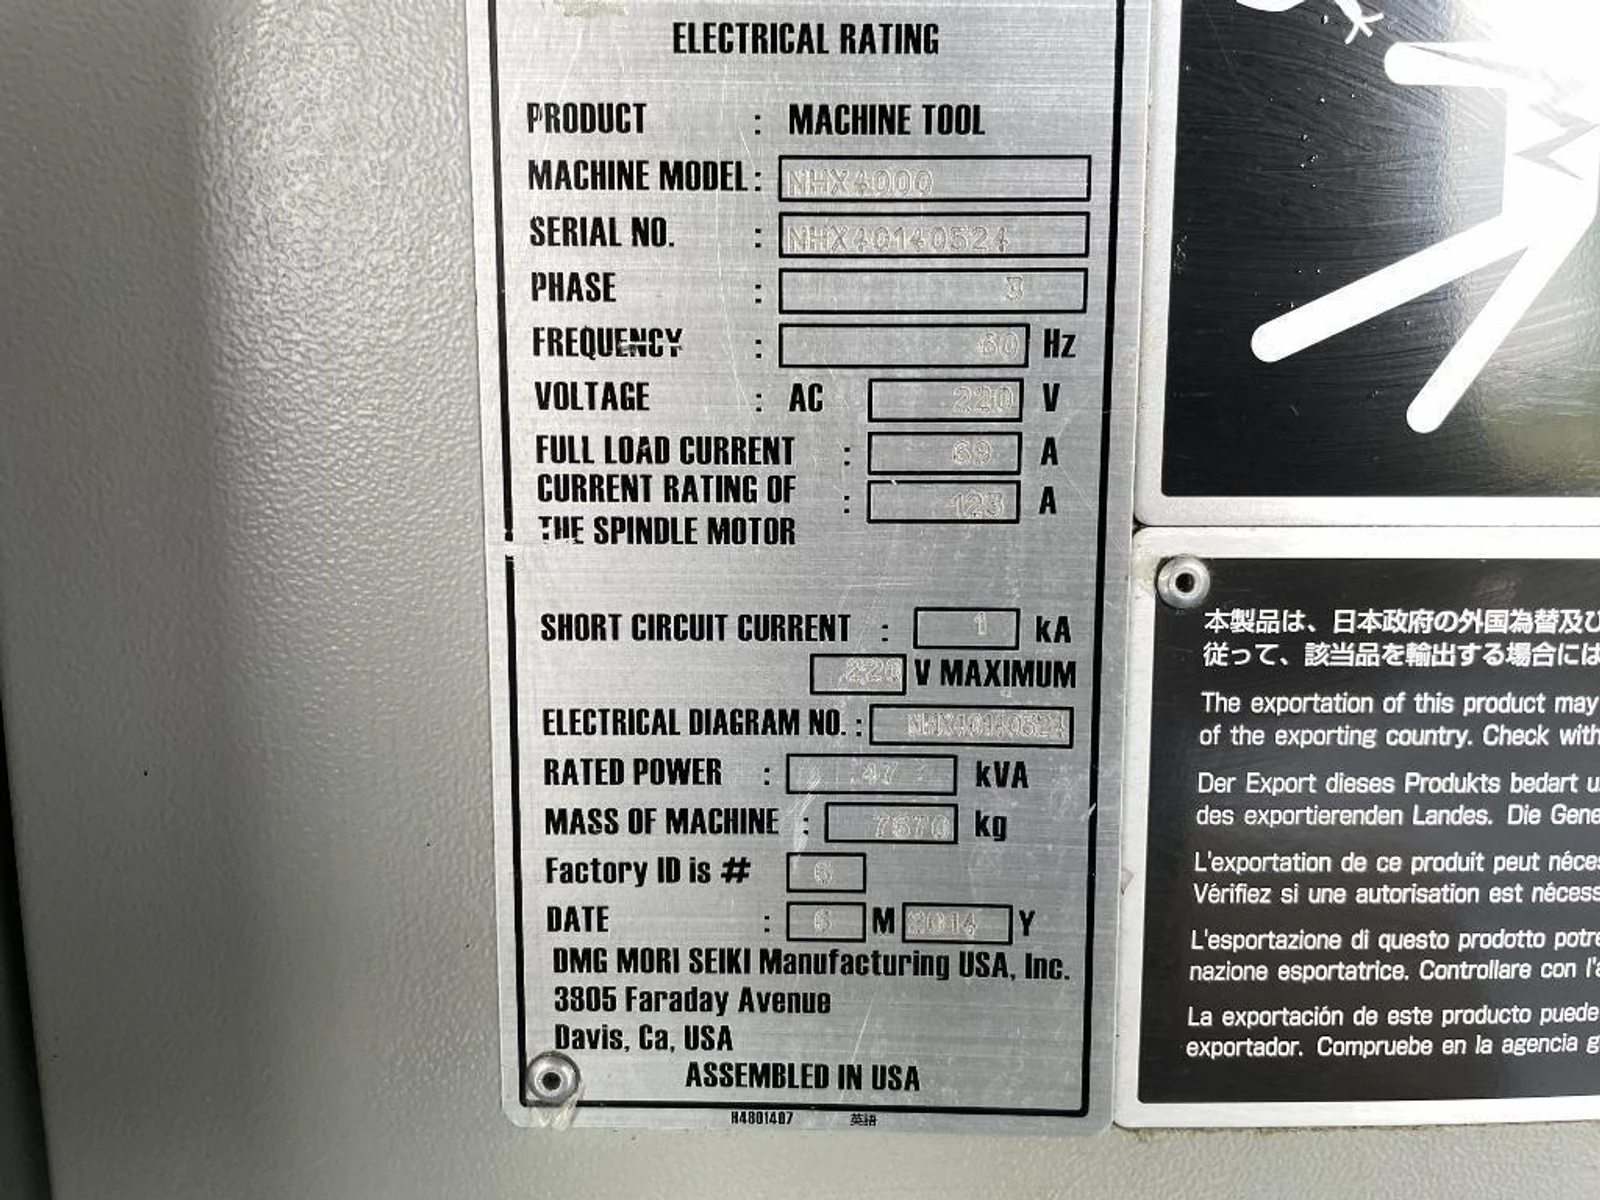 ELECTRICAL RATING
PRODUCT : MACHINE TOOL
MACHINE MODEL : NHX4000
SERIAL NO. : NHX40140524
PHASE : 3
FREQUENCY : 60 Hz
VOLTAGE : AC 220 V
FULL LOAD CURRENT : 69 A
CURRENT RATING OF : 123 A
THE SPINDLE MOTOR
SHORT CIRCUIT CURRENT : 1 kA
220 V MAXIMUM
ELECTRICAL DIAGRAM NO. : NHX40140524
RATED POWER : 47 kVA
MASS OF MACHINE : 7670 kg
Factory ID is # 6
DATE : 6 M 2014 Y
DMG MORI SEIKI Manufacturing USA, Inc.
3805 Faraday Avenue
Davis, Ca, USA
ASSEMBLED IN USA
H4801407 英語
本製品は、日本政府の外国為替及び
従って、該当品を輸出する場合には
The exportation of this product may
of the exporting country. Check with
Der Export dieses Produkts bedart
des exportierenden Landes. Die
L'exportation de ce produit peut
Vérifiez si une autorisation est
L'esportazione di questo prodotto
nazione esportatrice. Controllare con
La exportación de este producto puede
exportador. Compruebe en la agencia